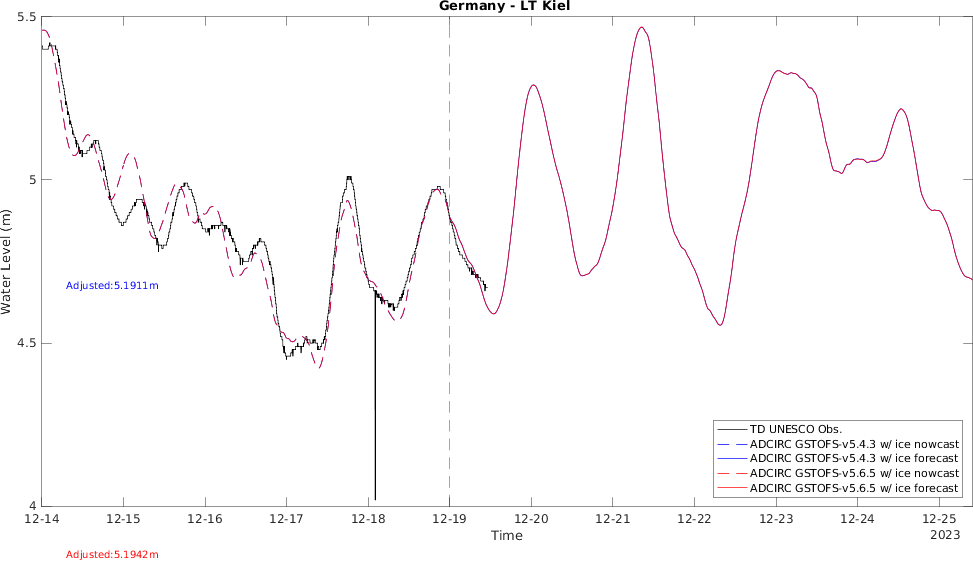 Germany - LT Kiel
5.5
5
Water Level (m)
Adjusted:5.1911m
4.5
TD UNESCO Obs.
ADCIRC GSTOFS-v5.4.3 w/ ice nowcast
ADCIRC GSTOFS-v5.4.3 w/ ice forecast
ADCIRC GSTOFS-v5.6.5 w/ ice nowcast
ADCIRC GSTOFS-v5.6.5 w/ ice forecast
4
12-14 12-15 12-16 12-17 12-18 12-19 12-20 12-21 12-22 12-23 12-24 12-25
Time
2023
Adjusted:5.1942m